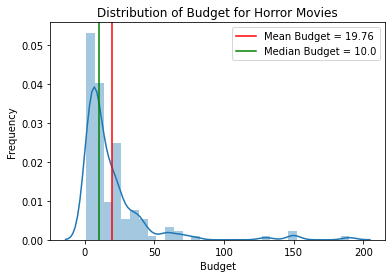 Distribution of Budget for Horror Movies
Mean Budget = 19.76
Median Budget = 10.0
Frequency
0.05
0.04
0.03
0.02
0.01
0.00
0
50
100
150
200
Budget